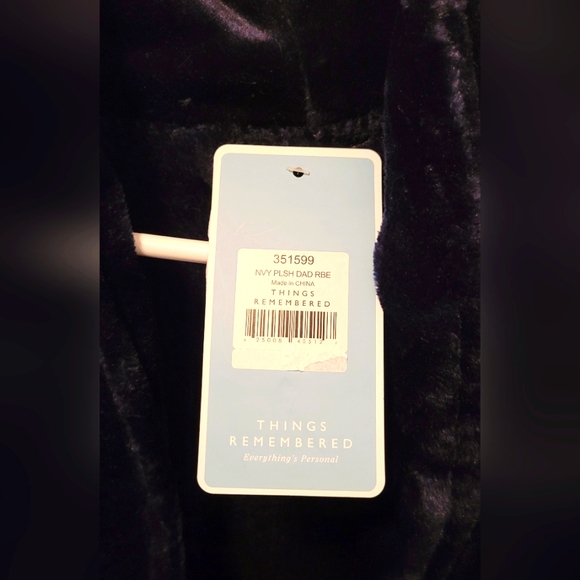 351599
NVY PLSH DAD RBE
Made in CHINA
THINGS
REMEMBERED
THINGS
REMEMBERED
Everything's Personal